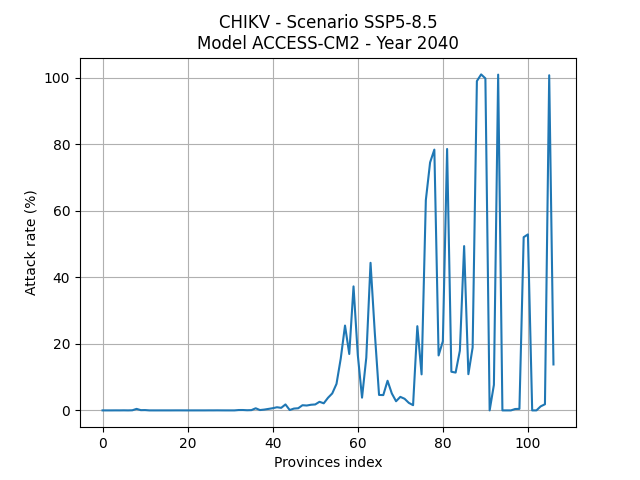 CHIKV - Scenario SSP5-8.5
Model ACCESS-CM2 - Year 2040
Attack rate (%)
100
80
60
40
20
0
0 20 40 60 80 100
Provinces index